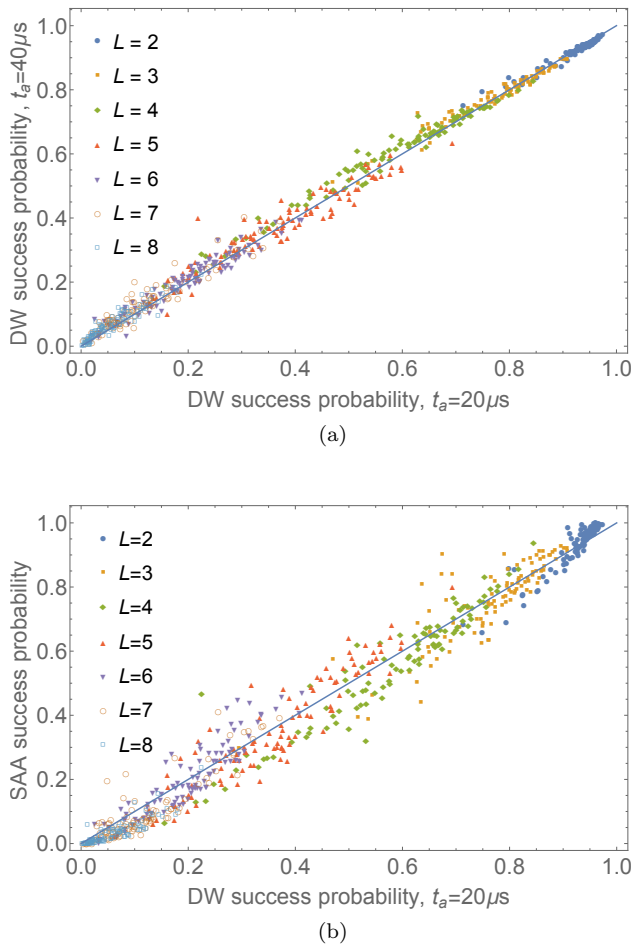 1.0
0.8
0.6
0.4
0.2
0.0
DW success probability, t_a=40μs
L = 2
L = 3
L = 4
L = 5
L = 6
L = 7
L = 8
0.0 0.2 0.4 0.6 0.8 1.0
DW success probability, t_a=20μs
(a)
1.0
0.8
0.6
0.4
0.2
0.0
SAA success probability
L=2
L=3
L=4
L=5
L=6
L=7
L=8
0.0 0.2 0.4 0.6 0.8 1.0
DW success probability, t_a=20μs
(b)